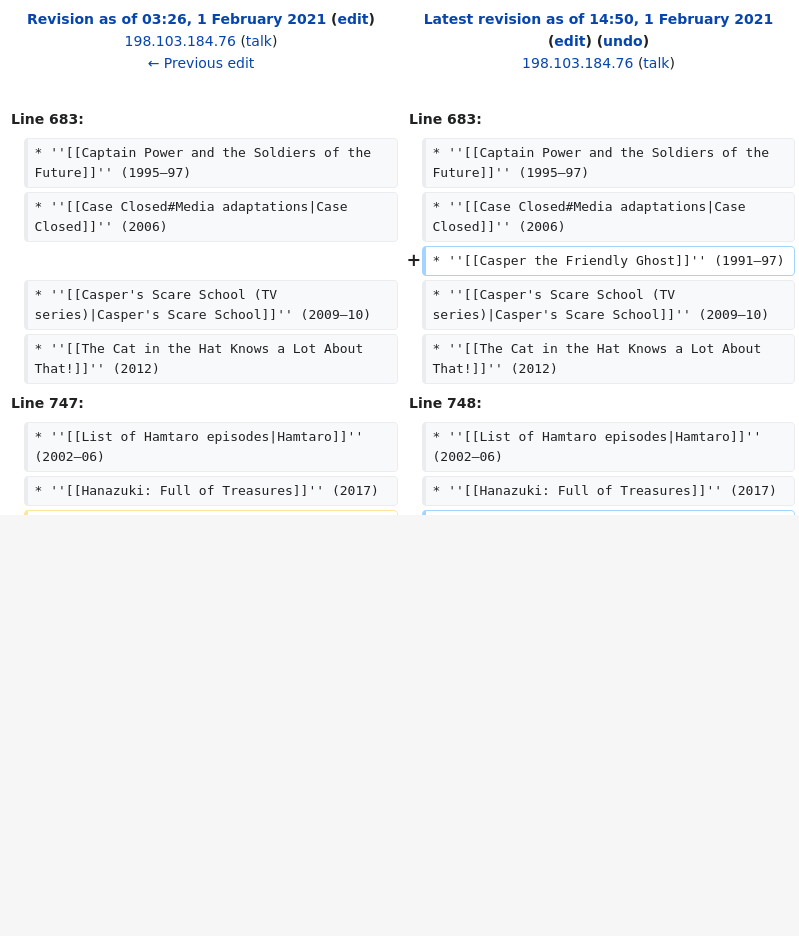 Revision as of 03:26, 1 February 2021 (edit)
198.103.184.76 (talk)
← Previous edit
Latest revision as of 14:50, 1 February 2021
(edit) (undo)
198.103.184.76 (talk)
Line 683:
* ''[[Captain Power and the Soldiers of the
Future]]'' (1995–97)
* ''[[Case Closed#Media adaptations|Case
Closed]]'' (2006)
* ''[[Casper's Scare School (TV
series)|Casper's Scare School]]'' (2009–10)
* ''[[The Cat in the Hat Knows a Lot About
That!]]'' (2012)
Line 747:
* ''[[List of Hamtaro episodes|Hamtaro]]''
(2002–06)
* ''[[Hanazuki: Full of Treasures]]'' (2017)
Line 683:
* ''[[Captain Power and the Soldiers of the
Future]]'' (1995–97)
* ''[[Case Closed#Media adaptations|Case
Closed]]'' (2006)
+ * ''[[Casper the Friendly Ghost]]'' (1991–97)
* ''[[Casper's Scare School (TV
series)|Casper's Scare School]]'' (2009–10)
* ''[[The Cat in the Hat Knows a Lot About
That!]]'' (2012)
Line 748:
* ''[[List of Hamtaro episodes|Hamtaro]]''
(2002–06)
* ''[[Hanazuki: Full of Treasures]]'' (2017)